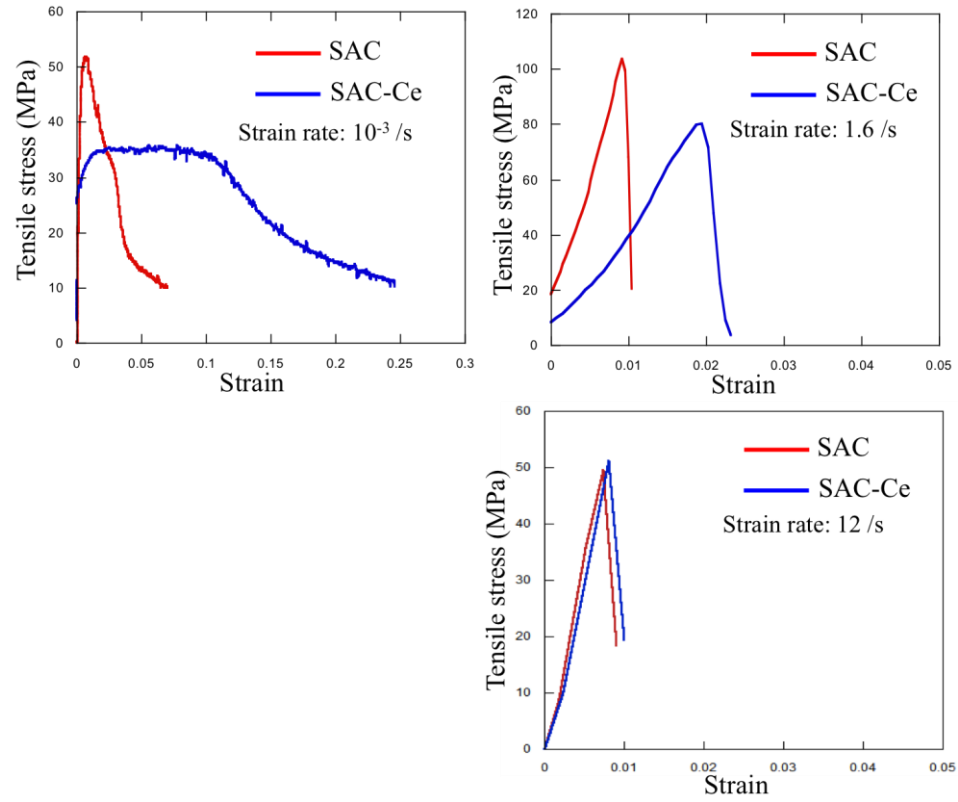 60
50
40
30
20
10
0
0
0.05
0.1
0.15
0.2
0.25
0.3
Tensile stress (MPa)
Strain
SAC
SAC-Ce
Strain rate: 10⁻³ /s
120
100
80
60
40
20
0
0
0.01
0.02
0.03
0.04
0.05
Tensile stress (MPa)
Strain
SAC
SAC-Ce
Strain rate: 1.6 /s
60
50
40
30
20
10
0
0
0.01
0.02
0.03
0.04
0.05
Tensile stress (MPa)
Strain
SAC
SAC-Ce
Strain rate: 12 /s